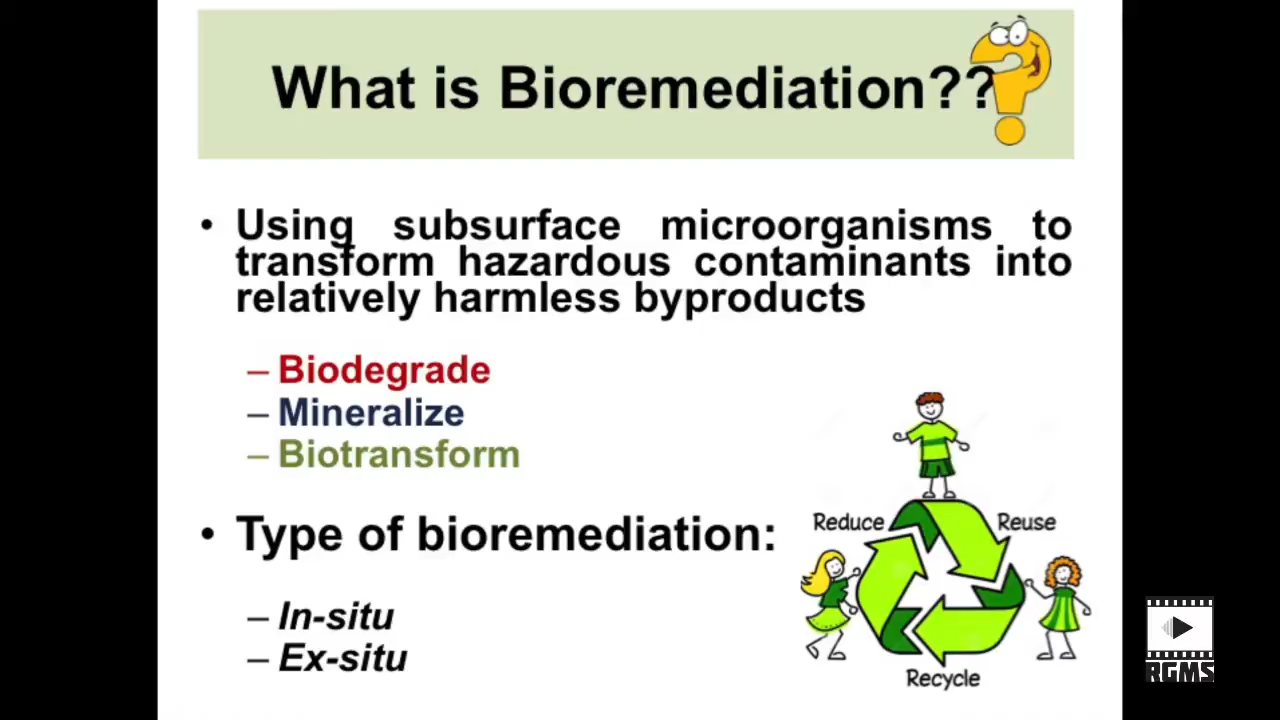 What is Bioremediation??
• Using subsurface microorganisms to
transform hazardous contaminants into
relatively harmless byproducts
– Biodegrade
– Mineralize
– Biotransform
• Type of bioremediation:
– In-situ
– Ex-situ
Reduce
Reuse
Recycle
RGMS